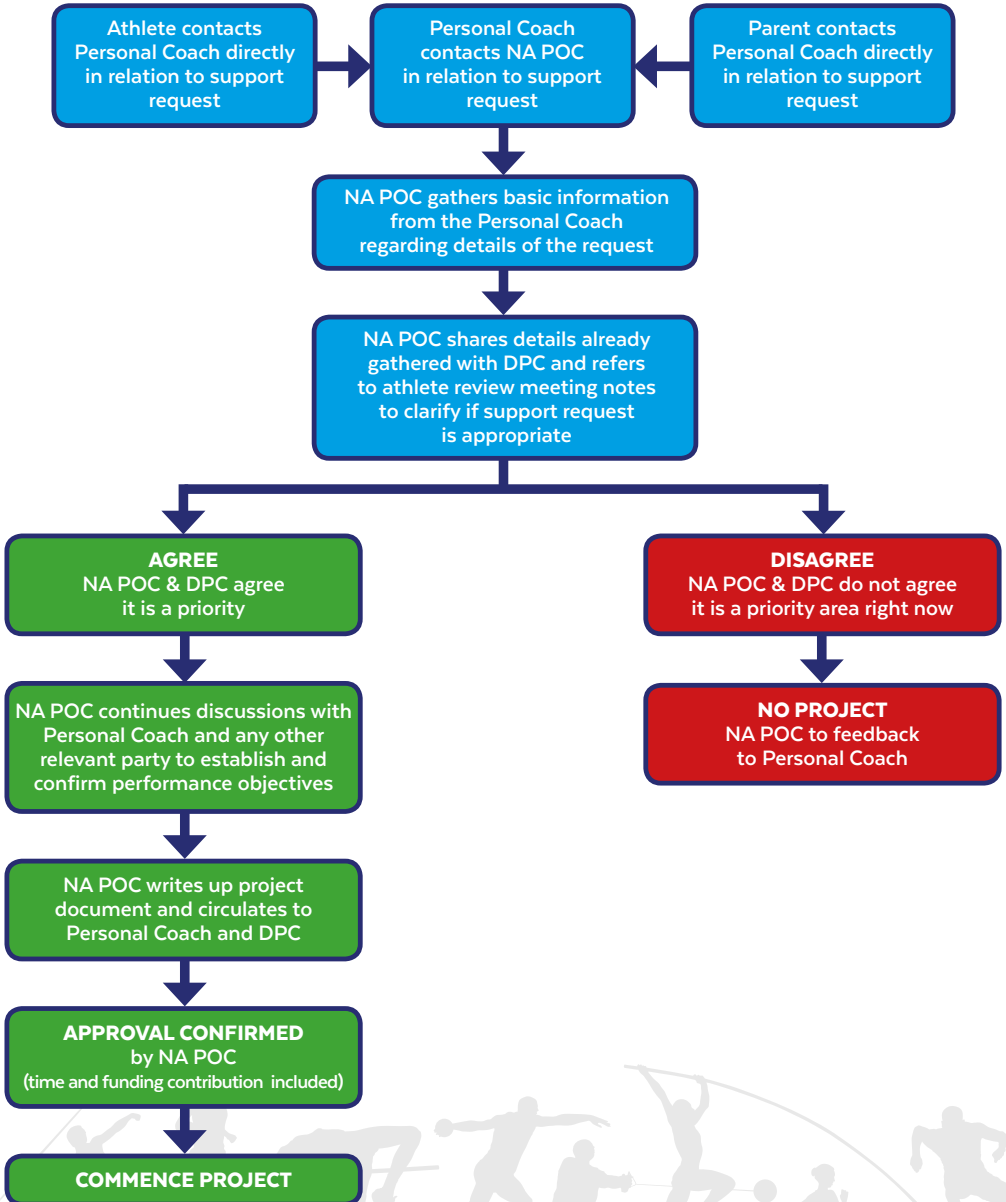 Athlete contacts
Personal Coach directly
in relation to support
request
Personal Coach
contacts NA POC
in relation to support
request
Parent contacts
Personal Coach directly
in relation to support
request
NA POC gathers basic information
from the Personal Coach
regarding details of the request
NA POC shares details already
gathered with DPC and refers
to athlete review meeting notes
to clarify if support request
is appropriate
AGREE
NA POC & DPC agree
it is a priority
DISAGREE
NA POC & DPC do not agree
it is a priority area right now
NA POC continues discussions with
Personal Coach and any other
relevant party to establish and
confirm performance objectives
NO PROJECT
NA POC to feedback
to Personal Coach
NA POC writes up project
document and circulates to
Personal Coach and DPC
APPROVAL CONFIRMED
by NA POC
(time and funding contribution included)
COMMENCE PROJECT